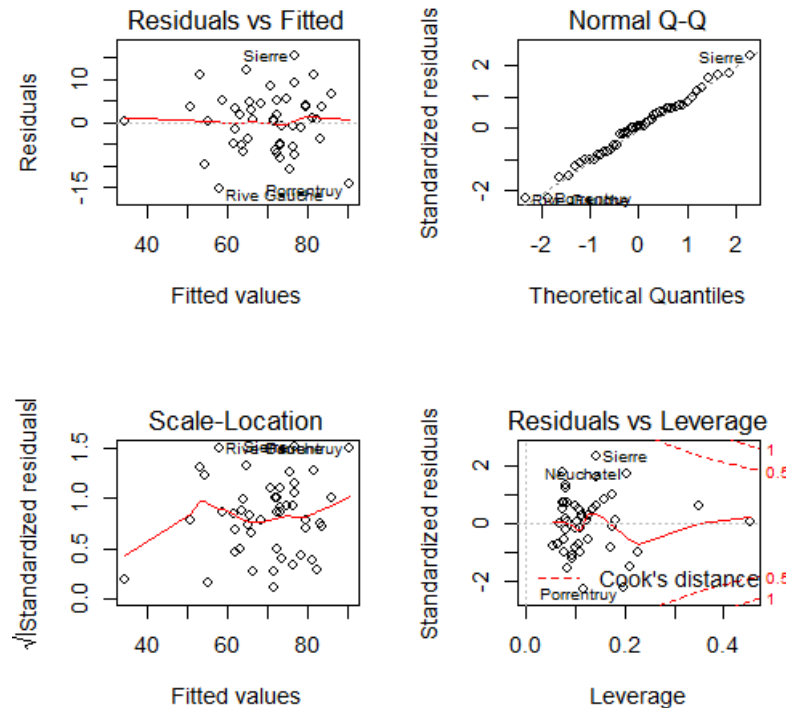 Residuals vs Fitted
Residuals
-15
0
10
Sierre
Rive Gauche
Porrentruy
40 60 80
Fitted values
Normal Q-Q
Standardized residuals
-2
0
2
Sierre
Porrentruy
-2 -1 0 1 2
Theoretical Quantiles
Scale-Location
√|Standardized residuals|
0.0
0.5
1.0
1.5
40 60 80
Fitted values
Residuals vs Leverage
Standardized residuals
-2
0
2
Sierre
Neuchatel
Porrentruy
Cook's distance
1
0.5
0.5
1
0.0 0.2 0.4
Leverage